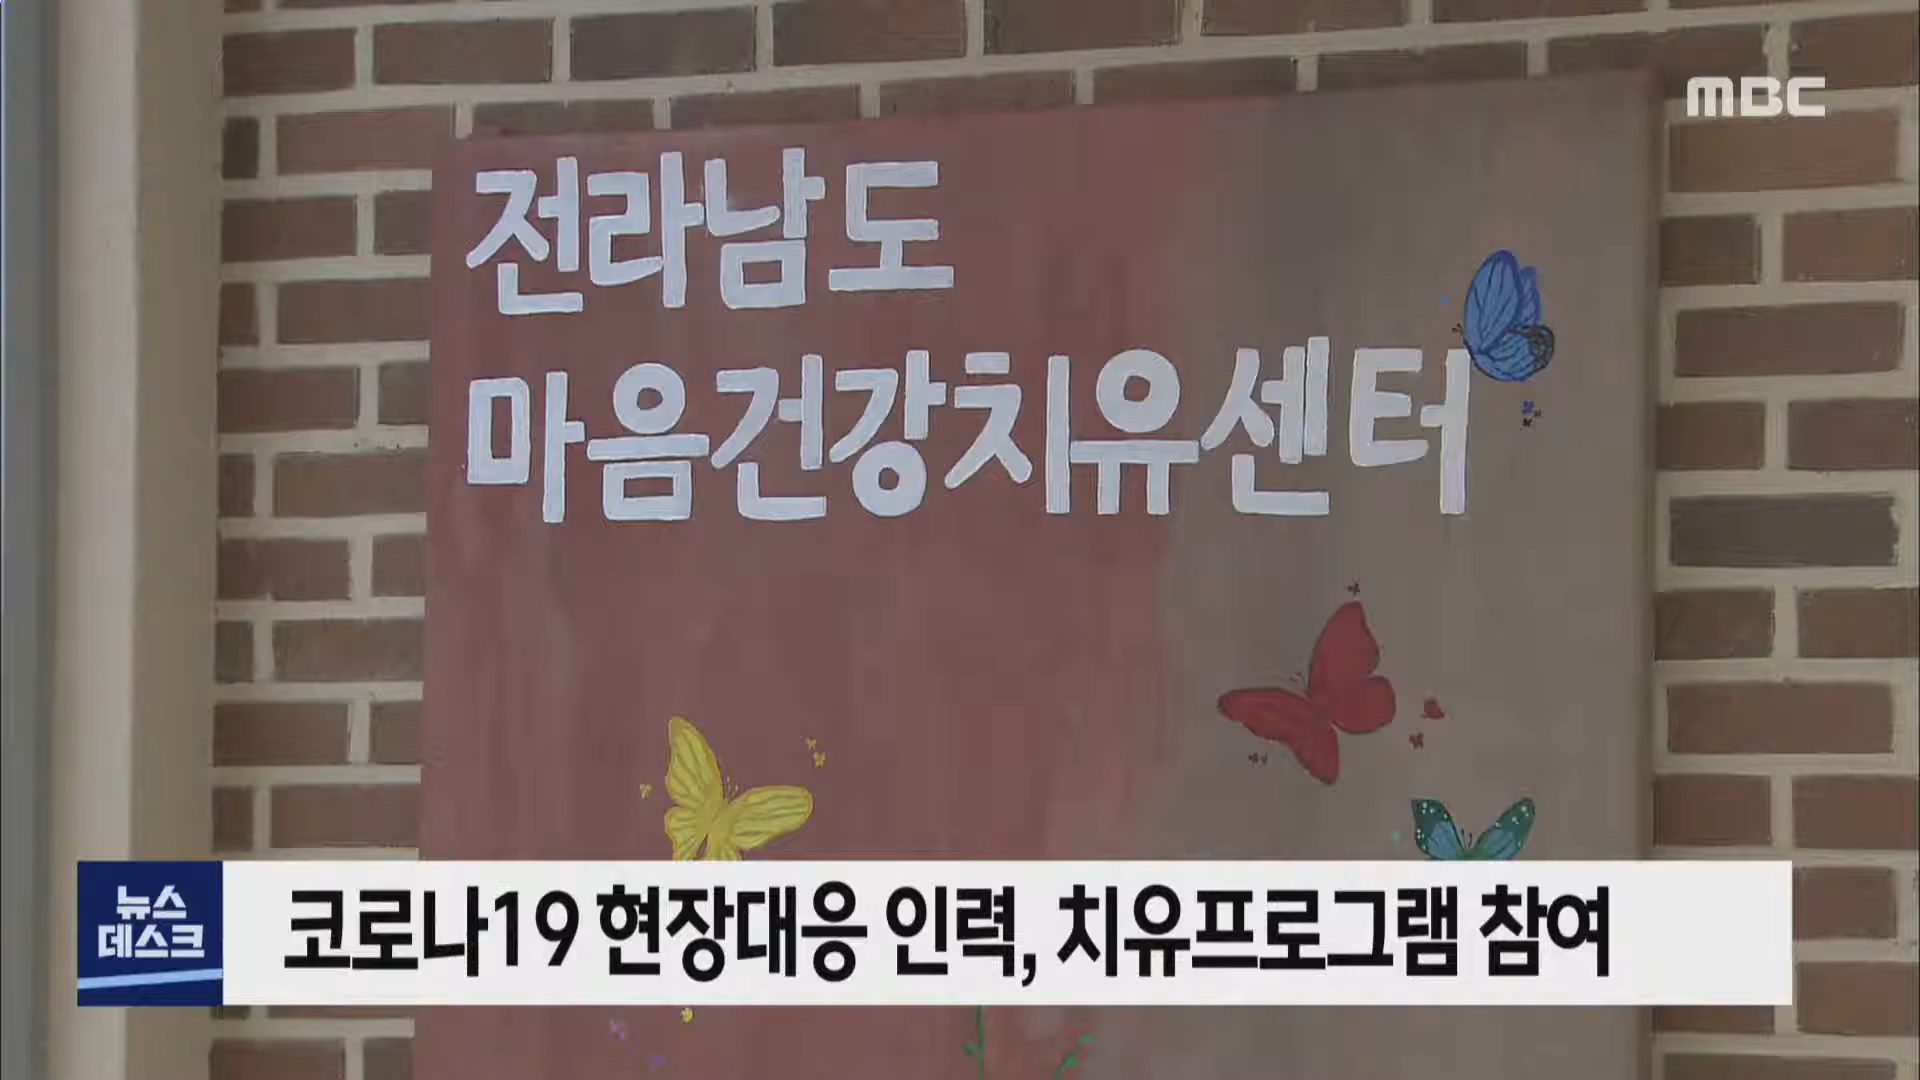 MBC
전라남도
마음건강치유센터
뉴스
데스크
코로나19 현장대응 인력, 치유프로그램 참여